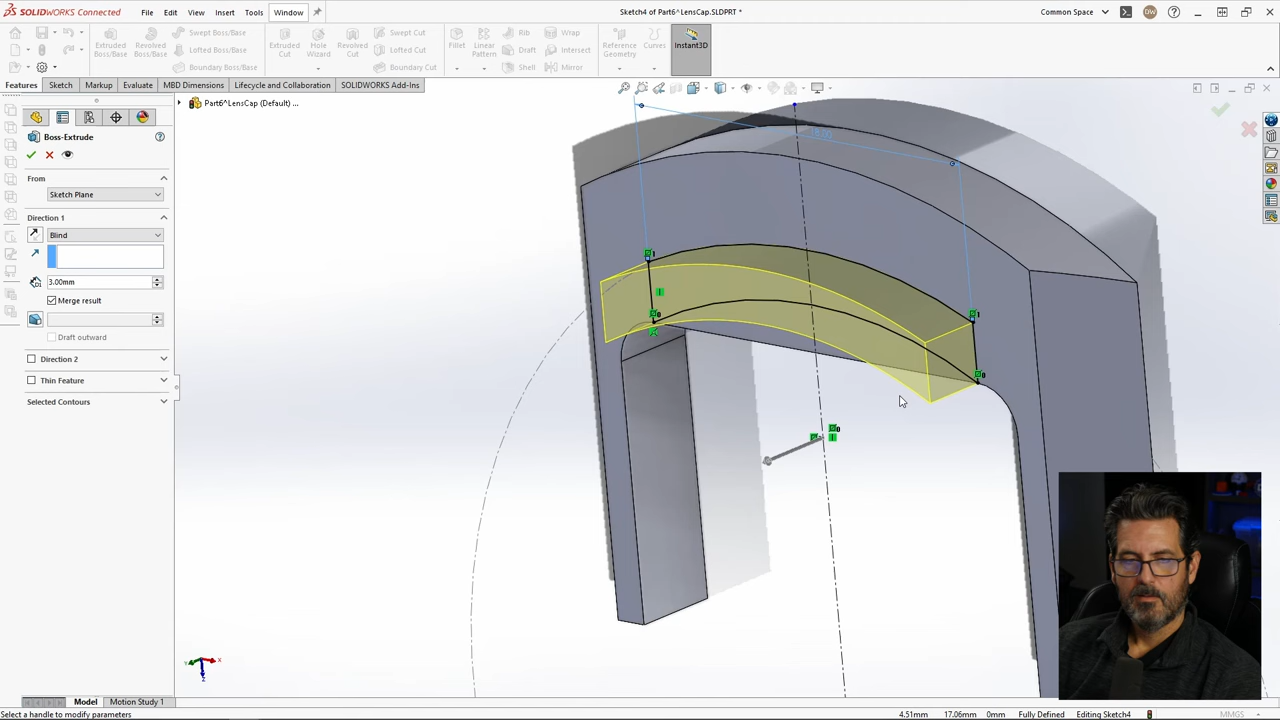 SOLIDWORKS Connected
File Edit View Insert Tools Window
Sketch4 of Part6^LensCap.SLDPRT *
Common Space
DW
Extruded Boss/Base
Revolved Boss/Base
Swept Boss/Base
Lofted Boss/Base
Boundary Boss/Base
Extruded Cut
Hole Wizard
Revolved Cut
Swept Cut
Lofted Cut
Boundary Cut
Fillet
Linear Pattern
Rib
Draft
Shell
Wrap
Intersect
Mirror
Reference Geometry
Curves
Instant3D
Features Sketch Markup Evaluate MBD Dimensions Lifecycle and Collaboration SOLIDWORKS Add-Ins
Part6^LensCap (Default) ...
Boss-Extrude
From
Sketch Plane
Direction 1
Blind
3.00mm
Merge result
Draft outward
Direction 2
Thin Feature
Selected Contours
Model Motion Study 1
Select a handle to modify parameters
4.51mm 17.06mm 0mm Fully Defined Editing Sketch4 MMGS